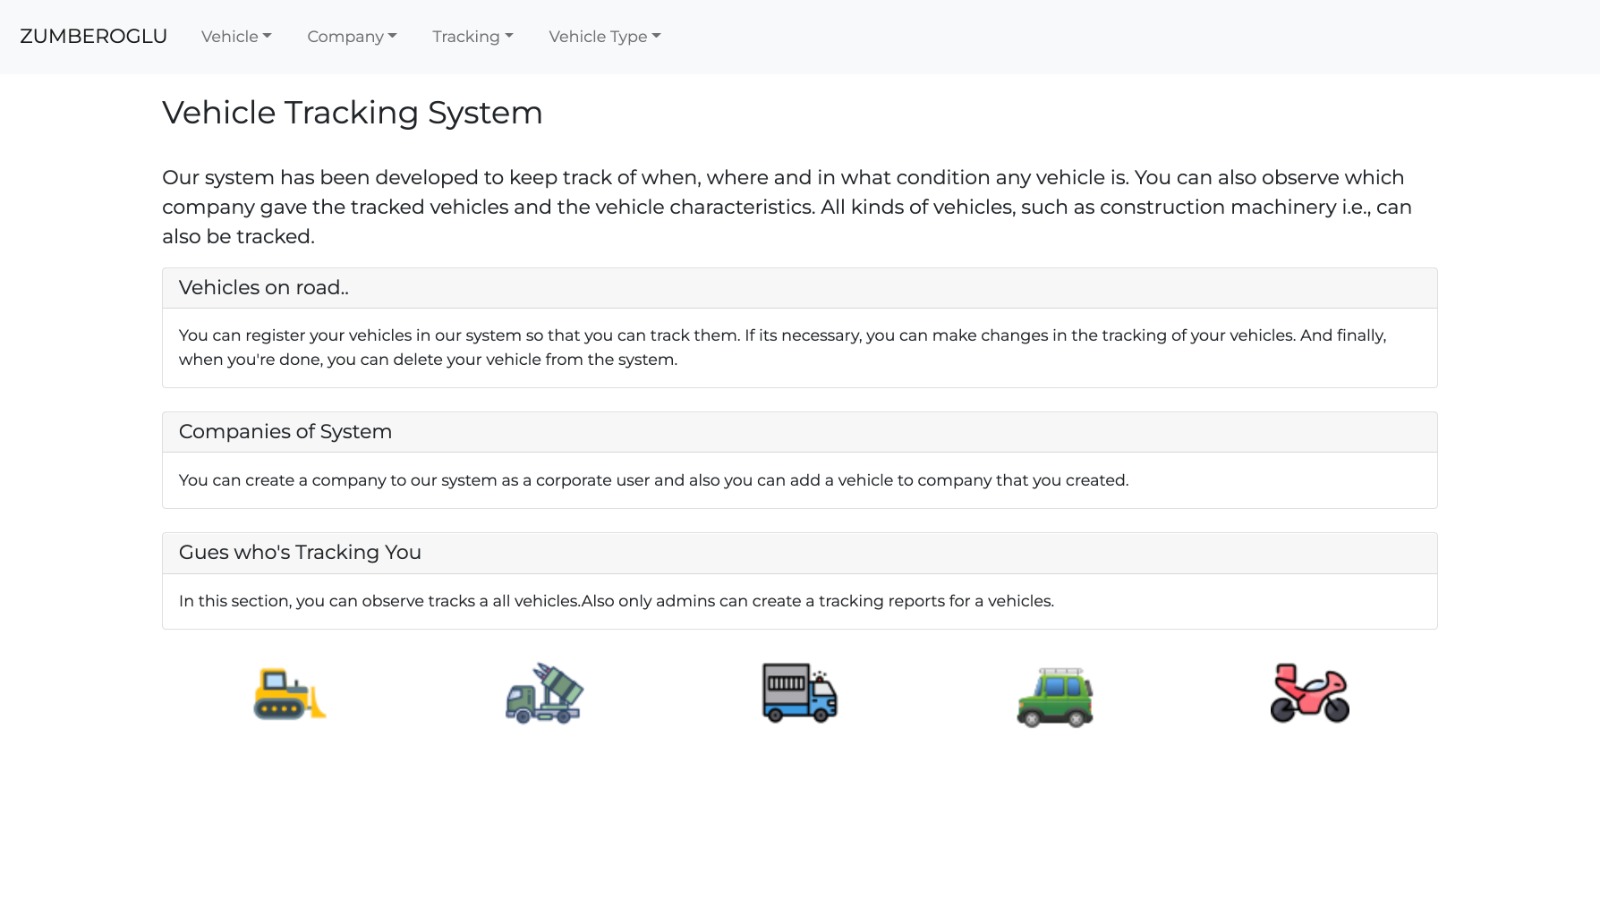 ZUMBEROGLU Vehicle Company Tracking Vehicle Type
Vehicle Tracking System
Our system has been developed to keep track of when, where and in what condition any vehicle is. You can also observe which
company gave the tracked vehicles and the vehicle characteristics. All kinds of vehicles, such as construction machinery i.e., can
also be tracked.
Vehicles on road..
You can register your vehicles in our system so that you can track them. If its necessary, you can make changes in the tracking of your vehicles. And finally,
when you're done, you can delete your vehicle from the system.
Companies of System
You can create a company to our system as a corporate user and also you can add a vehicle to company that you created.
Gues who's Tracking You
In this section, you can observe tracks a all vehicles.Also only admins can create a tracking reports for a vehicles.